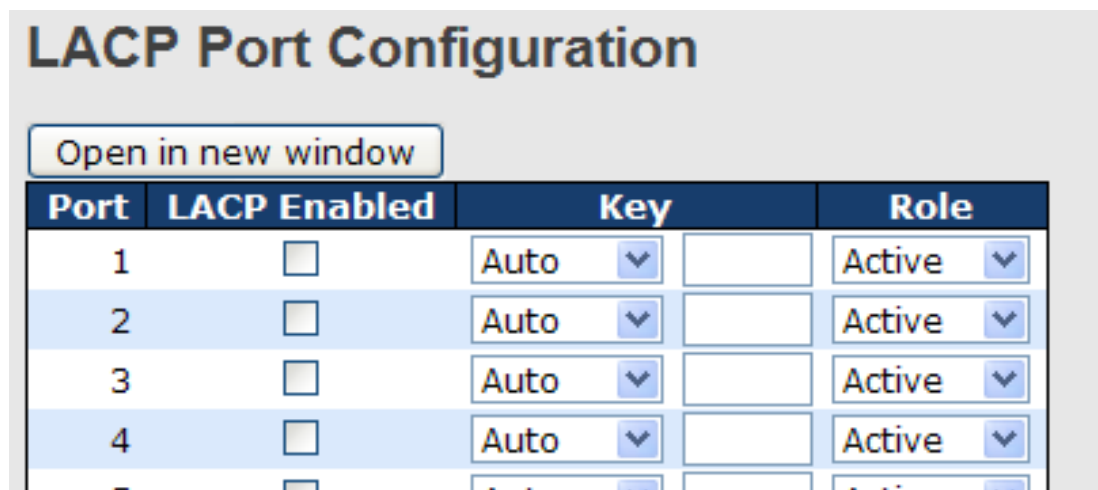 LACP Port Configuration
Open in new window
Port LACP Enabled Key Role
1 Auto Active
2 Auto Active
3 Auto Active
4 Auto Active